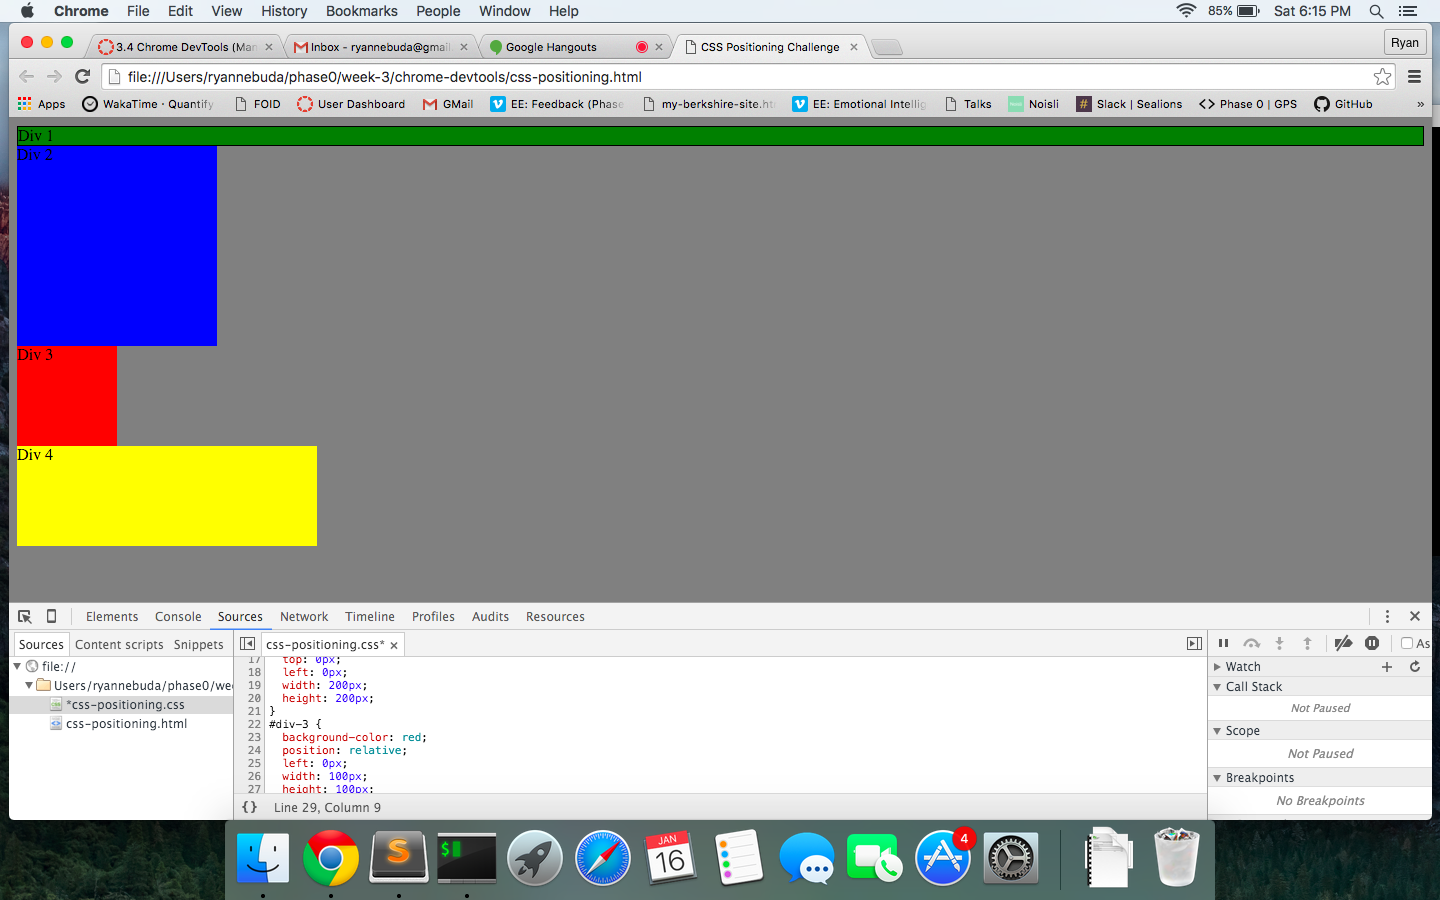 Chrome File Edit View History Bookmarks People Window Help 85% Sat 6:15 PM
3.4 Chrome DevTools (Man Inbox - ryannebuda@gmail Google Hangouts CSS Positioning Challenge Ryan
file:///Users/ryannebuda/phase0/week-3/chrome-devtools/css-positioning.html
Apps WakaTime · Quantify FOID User Dashboard GMail EE: Feedback (Phase my-berkshire-site.htm EE: Emotional Intellig Talks Noisli Slack | Sealions Phase 0 | GPS GitHub »
Div 1
Div 2
Div 3
Div 4
Elements Console Sources Network Timeline Profiles Audits Resources
Sources Content scripts Snippets css-positioning.css* As
file://
Users/ryannebuda/phase0/wee
*css-positioning.css
css-positioning.html
17 top: 0px;
18 left: 0px;
19 width: 200px;
20 height: 200px;
21 }
22 #div-3 {
23 background-color: red;
24 position: relative;
25 left: 0px;
26 width: 100px;
27 height: 100px;
{} Line 29, Column 9
Watch
Call Stack
Not Paused
Scope
Not Paused
Breakpoints
No Breakpoints
S
$
JAN
16
4